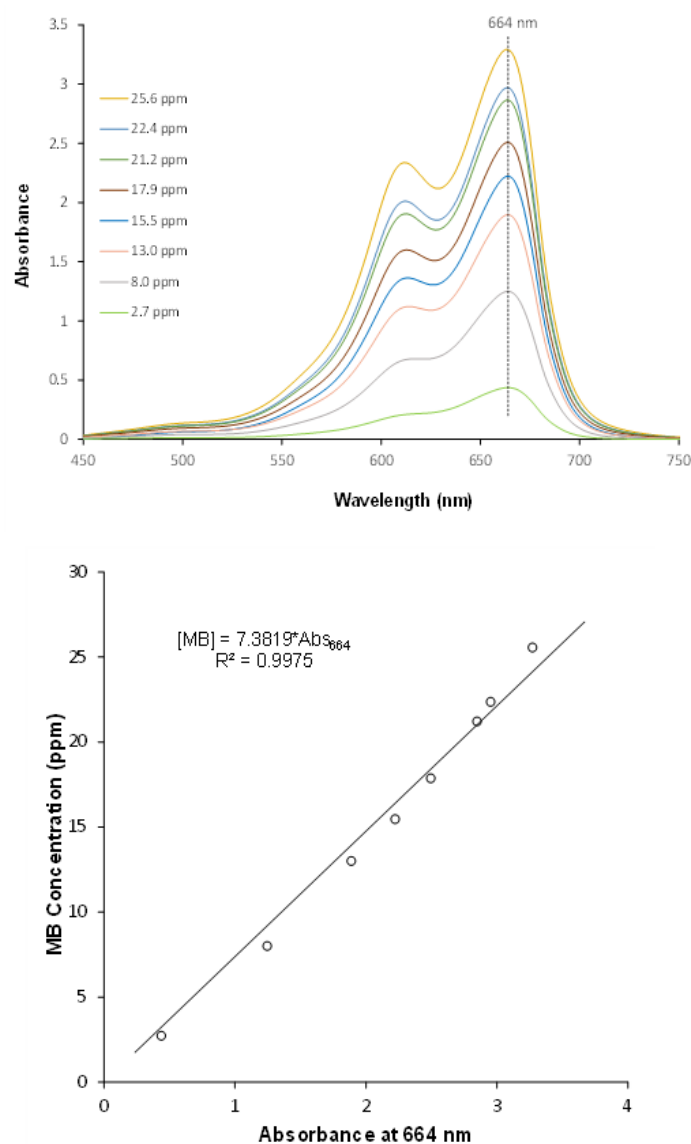 664 nm
3.5
3
2.5
2
1.5
1
0.5
0
Absorbance
25.6 ppm
22.4 ppm
21.2 ppm
17.9 ppm
15.5 ppm
13.0 ppm
8.0 ppm
2.7 ppm
450 500 550 600 650 700 750
Wavelength (nm)
30
25
20
15
10
5
0
MB Concentration (ppm)
[MB] = 7.3819*Abs₆₆₄
R² = 0.9975
0 1 2 3 4
Absorbance at 664 nm